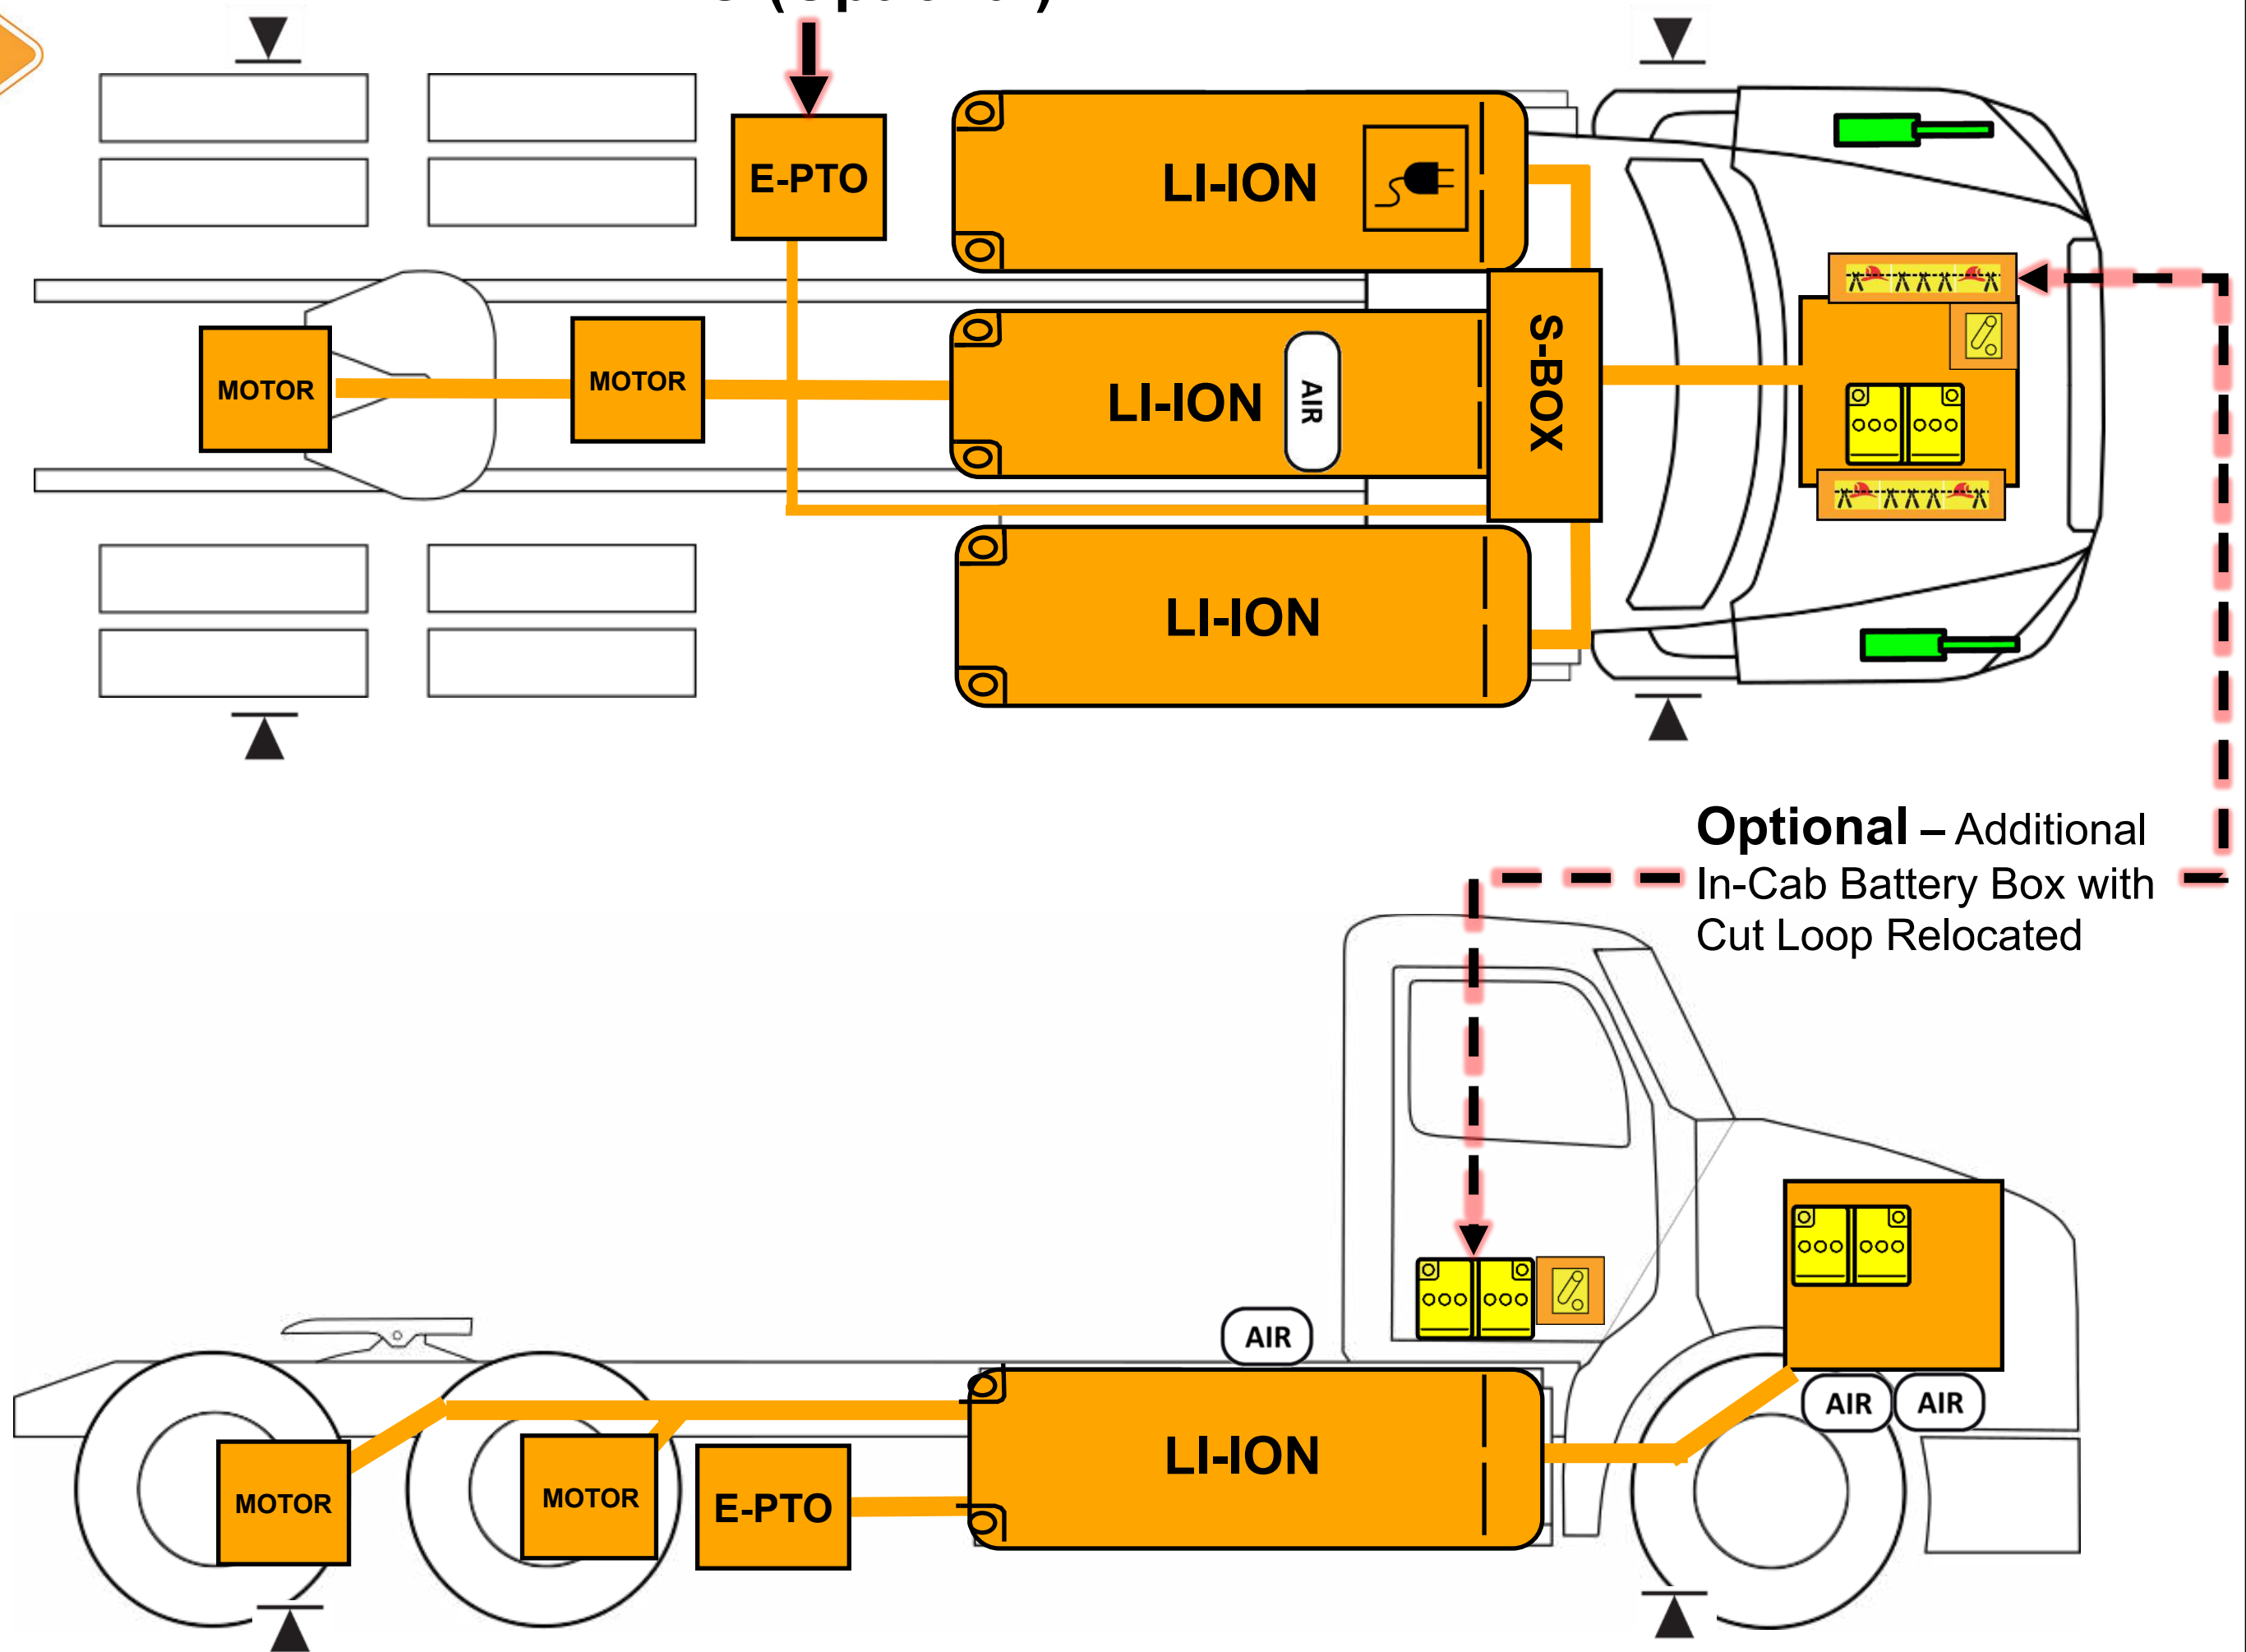 (Optional)
E-PTO
LI-ION
MOTOR
MOTOR
LI-ION
AIR
S-BOX
LI-ION
Optional – Additional
In-Cab Battery Box with
Cut Loop Relocated
AIR
AIR
AIR
LI-ION
MOTOR
MOTOR
E-PTO